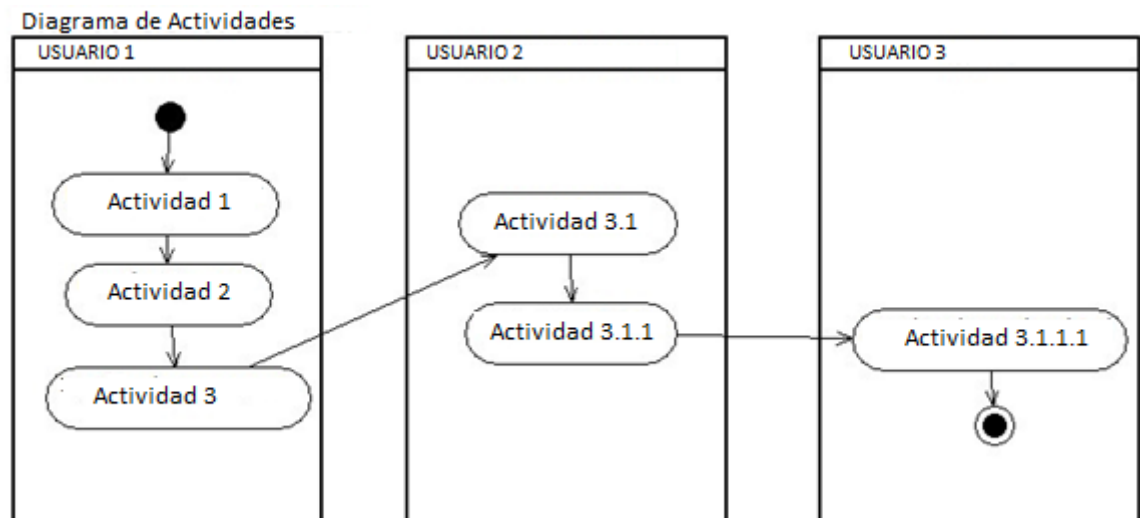 Diagrama de Actividades
USUARIO 1
USUARIO 2
USUARIO 3
Actividad 1
Actividad 2
Actividad 3
Actividad 3.1
Actividad 3.1.1
Actividad 3.1.1.1